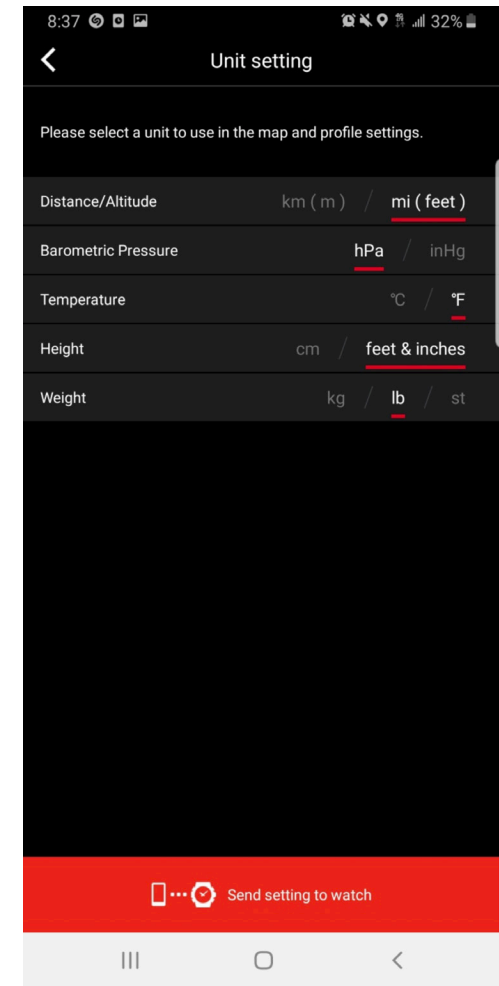 8:37 32%
Unit setting
Please select a unit to use in the map and profile settings.
Distance/Altitude km ( m ) / mi ( feet )
Barometric Pressure hPa / inHg
Temperature °C / °F
Height cm / feet & inches
Weight kg / lb / st
Send setting to watch